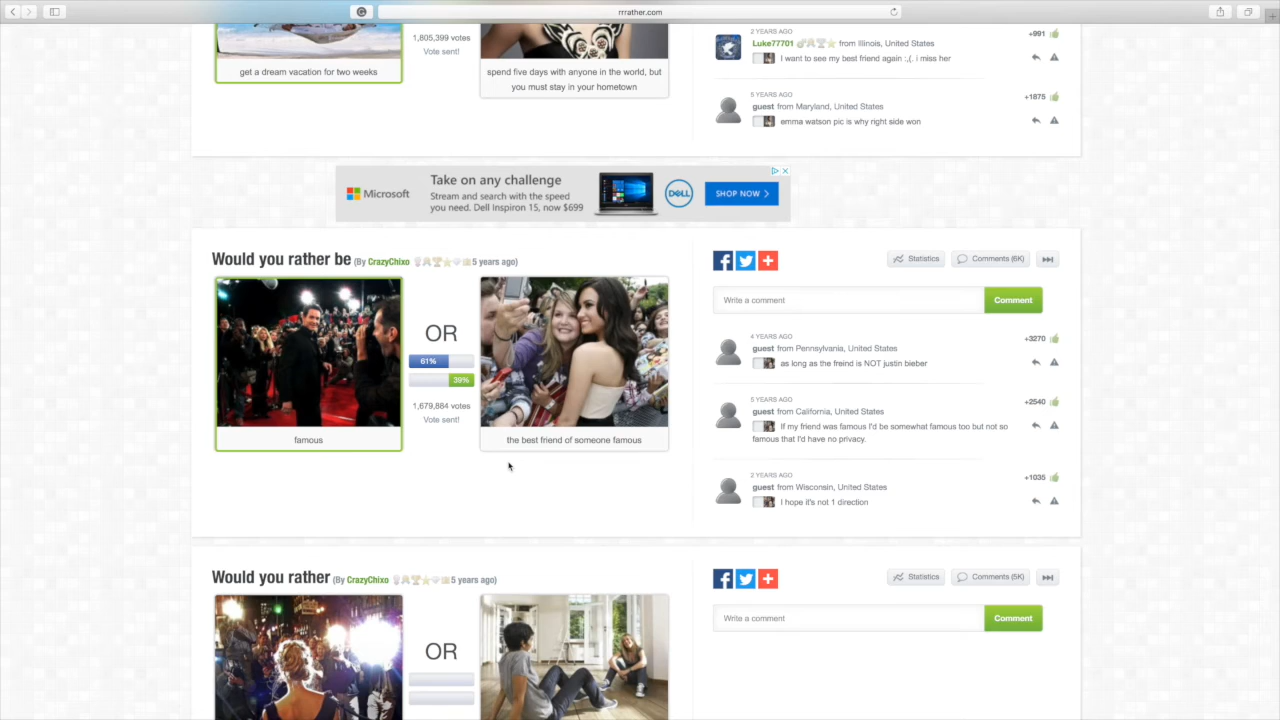 rrrather.com
1,805,399 votes
Vote sent!
get a dream vacation for two weeks
spend five days with anyone in the world, but
you must stay in your hometown
2 YEARS AGO
Luke77701 from Illinois, United States
I want to see my best friend again :,(. i miss her
+991
5 YEARS AGO
guest from Maryland, United States
emma watson pic is why right side won
+1875
Microsoft
Take on any challenge
Stream and search with the speed
you need. Dell Inspiron 15, now $699
DELL
SHOP NOW
Would you rather be (By CrazyChixo 5 years ago)
OR
61%
39%
1,679,884 votes
Vote sent!
famous
the best friend of someone famous
Statistics
Comments (6K)
Write a comment
Comment
4 YEARS AGO
guest from Pennsylvania, United States
as long as the freind is NOT justin bieber
+3270
5 YEARS AGO
guest from California, United States
If my friend was famous I'd be somewhat famous too but not so
famous that I'd have no privacy.
+2540
2 YEARS AGO
guest from Wisconsin, United States
I hope it's not 1 direction
+1035
Would you rather (By CrazyChixo 5 years ago)
OR
Statistics
Comments (5K)
Write a comment
Comment